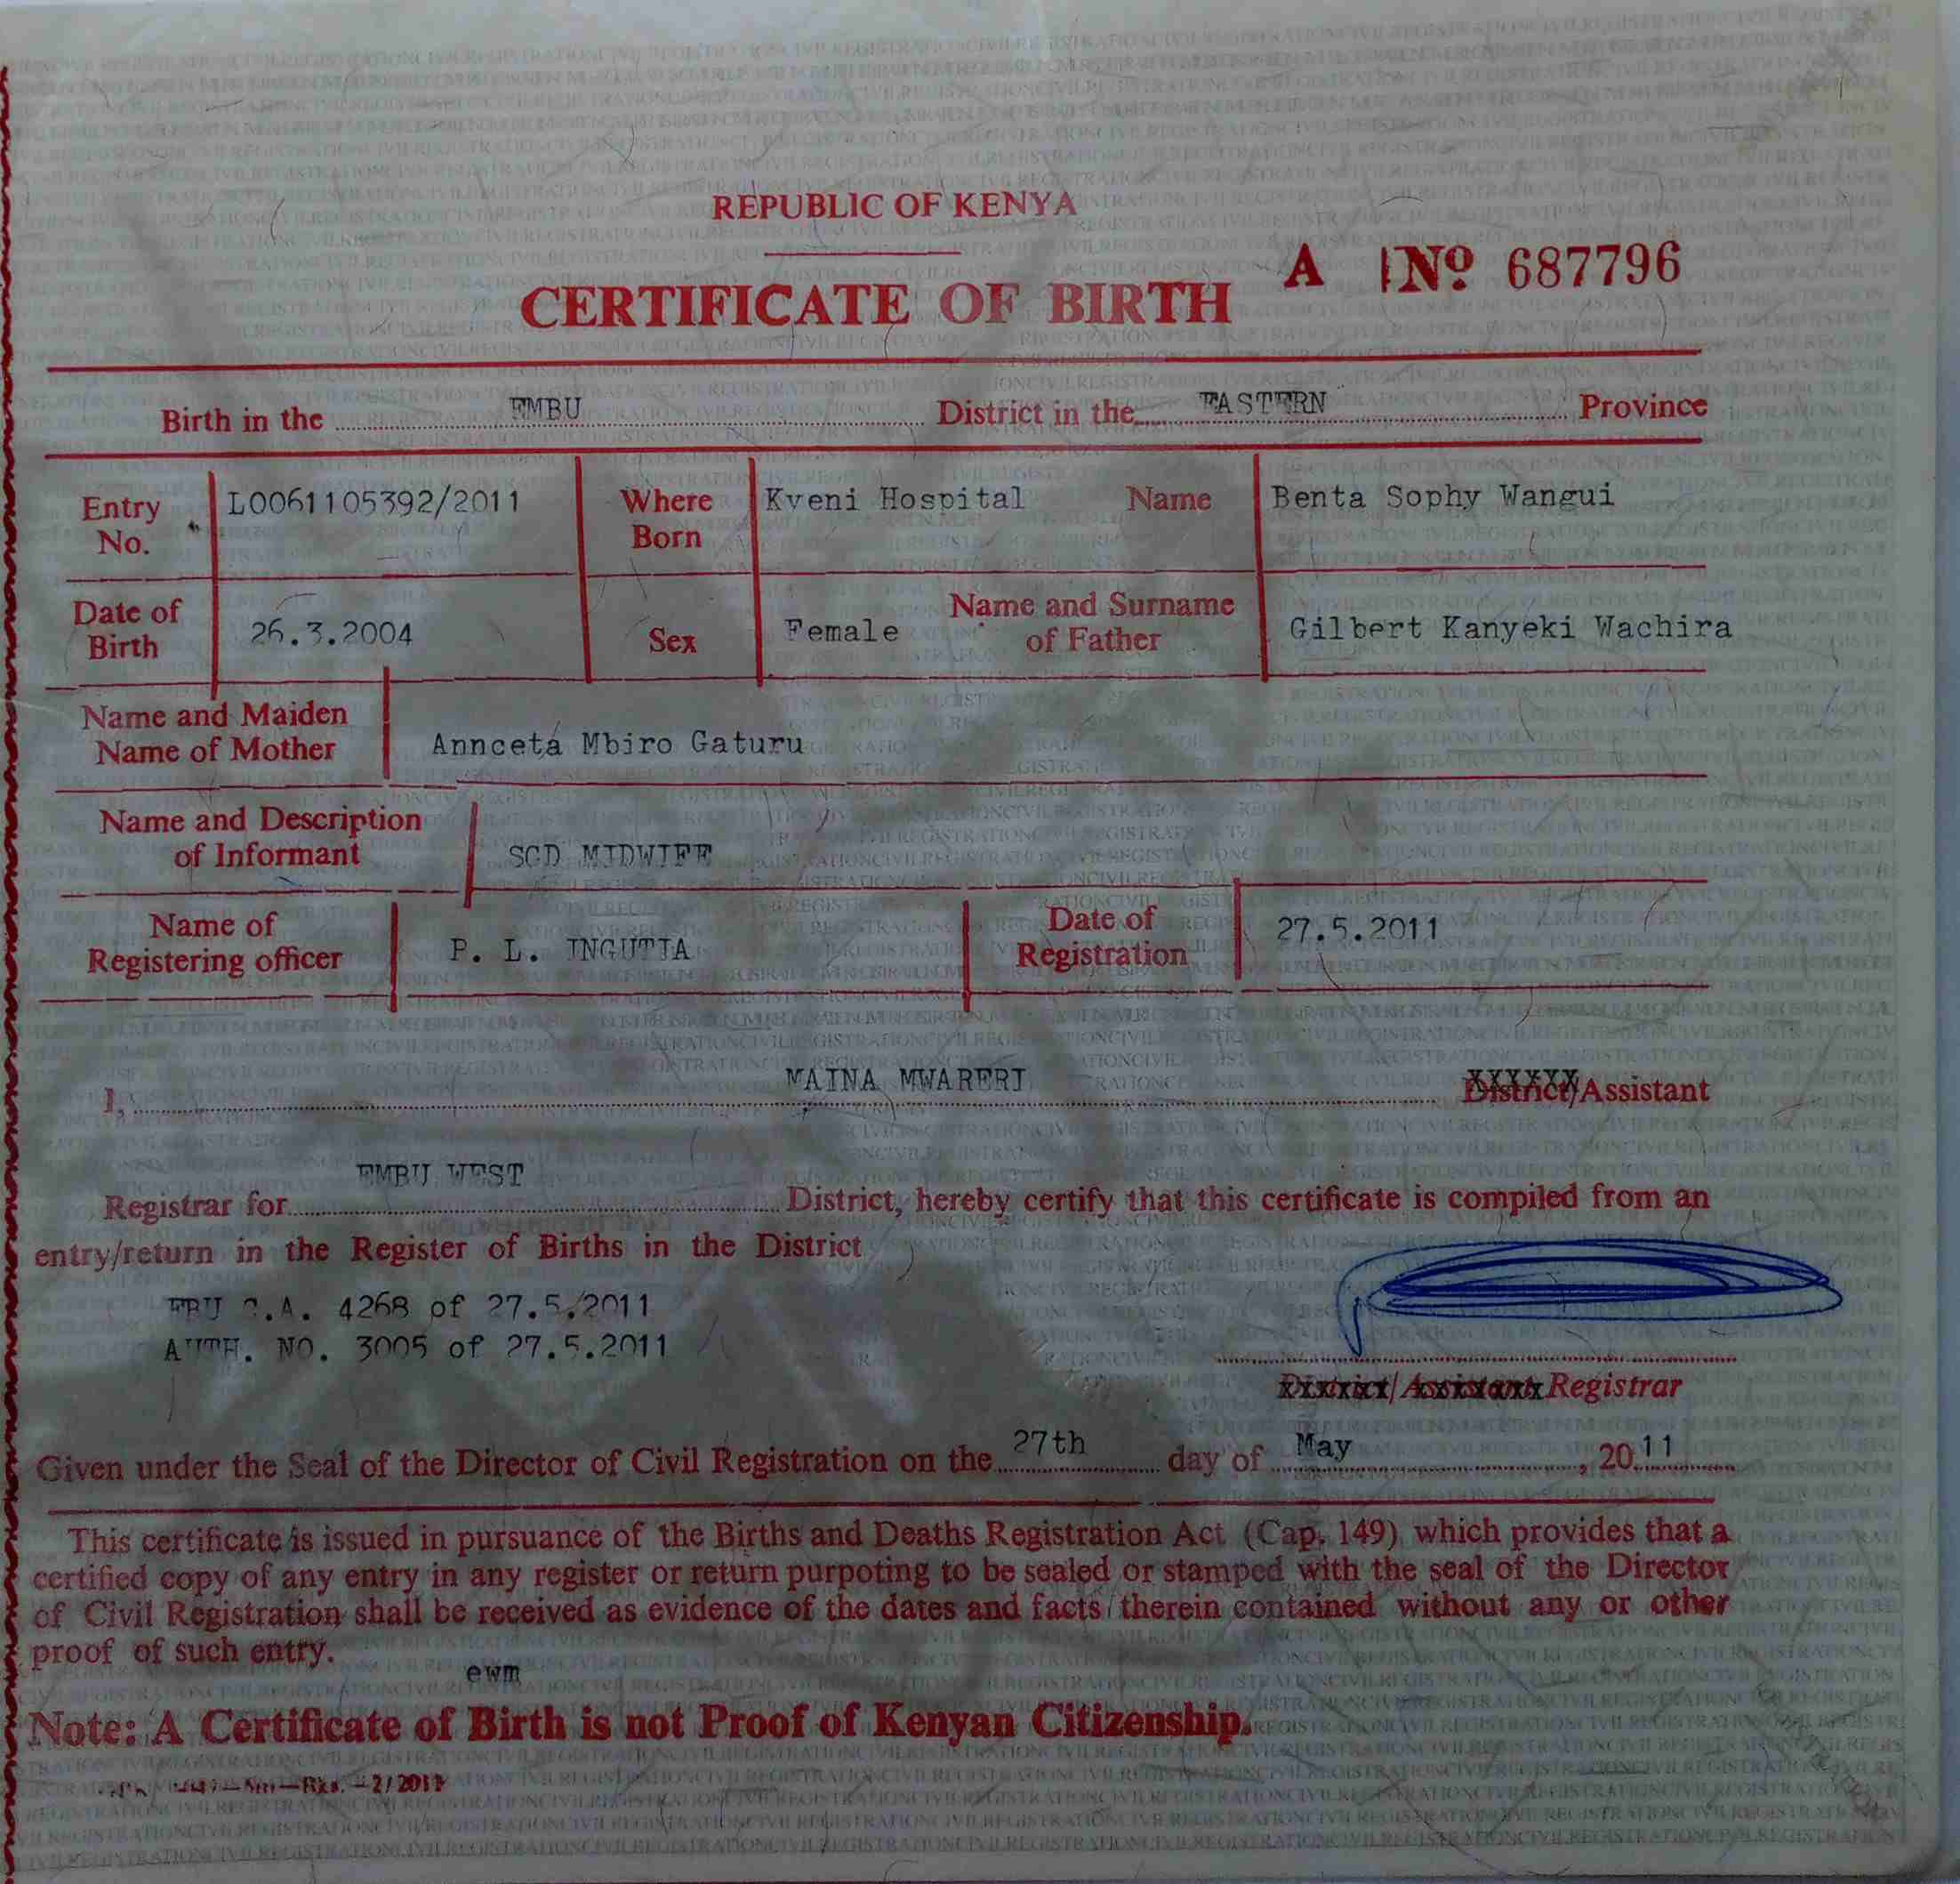 REPUBLIC OF KENYA
A No 687796
CERTIFICATE OF BIRTH
Birth in the EMBU District in the EASTERN Province
Entry No. L0061105392/2011 Where Born Kyeni Hospital Name Benta Sophy Wangui
Date of Birth 26.3.2004 Sex Female Name and Surname of Father Gilbert Kanyeki Wachira
Name and Maiden Name of Mother Annceta Mbiro Gaturu
Name and Description of Informant SCD MIDWIFE
Name of Registering officer P. L. INGUTIA Date of Registration 27.5.2011
I, MAINA MWARERI District/Assistant
Registrar for EMBU WEST District, hereby certify that this certificate is compiled from an
entry/return in the Register of Births in the District
4268 of 27.5.2011
AUTH. NO. 3005 of 27.5.2011
District/Assistant Registrar
Given under the Seal of the Director of Civil Registration on the 27th day of May, 2011
This certificate is issued in pursuance of the Births and Deaths Registration Act (Cap. 149) which provides that a
certified copy of any entry in any register or return purpoting to be sealed or stamped with the seal of the Director
of Civil Registration shall be received as evidence of the dates and facts therein contained without any or other
proof of such entry.
ewm
Note: A Certificate of Birth is not Proof of Kenyan Citizenship.